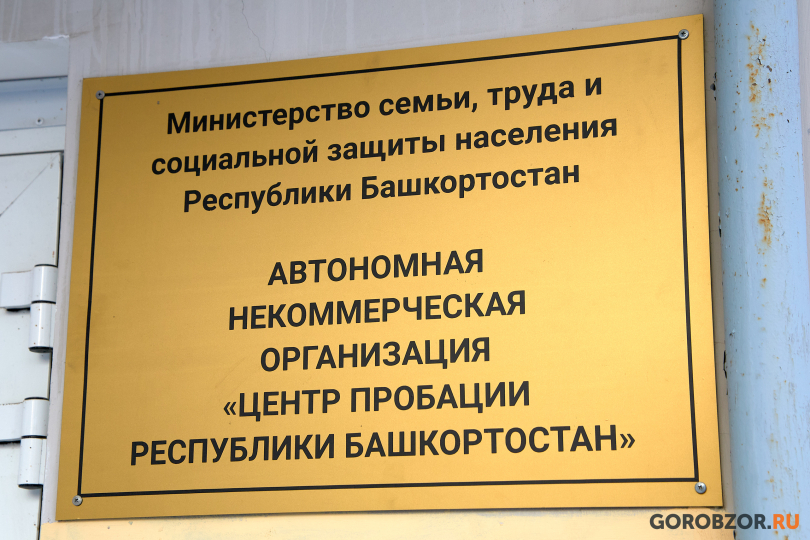 Министерство семьи, труда и
социальной защиты населения
Республики Башкортостан
АВТОНОМНАЯ
НЕКОММЕРЧЕСКАЯ
ОРГАНИЗАЦИЯ
«ЦЕНТР ПРОБАЦИИ
РЕСПУБЛИКИ БАШКОРТОСТАН»
GOROBZOR.RU